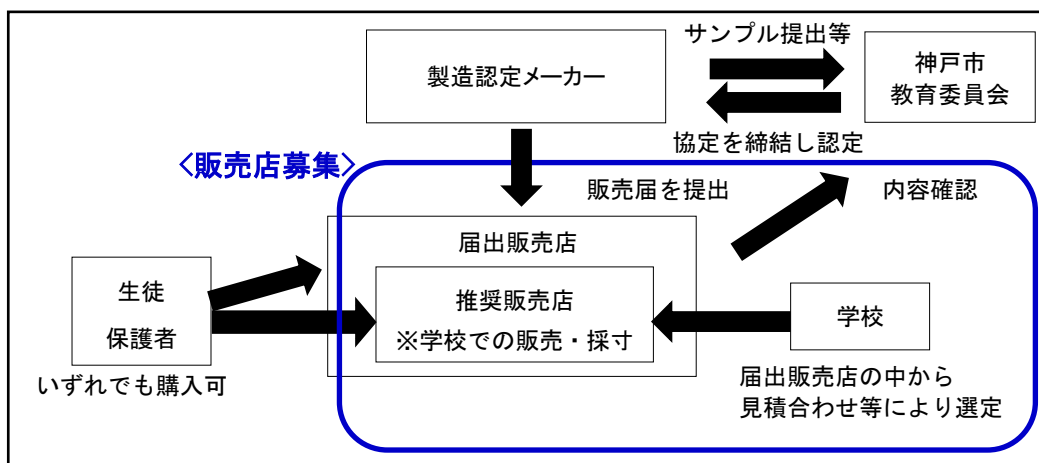 サンプル提出等
製造認定メーカー
神戸市
教育委員会
協定を締結し認定
<販売店募集>
販売届を提出
内容確認
届出販売店
生徒
保護者
推奨販売店
※学校での販売・採寸
学校
いずれでも購入可
届出販売店の中から
見積合わせ等により選定